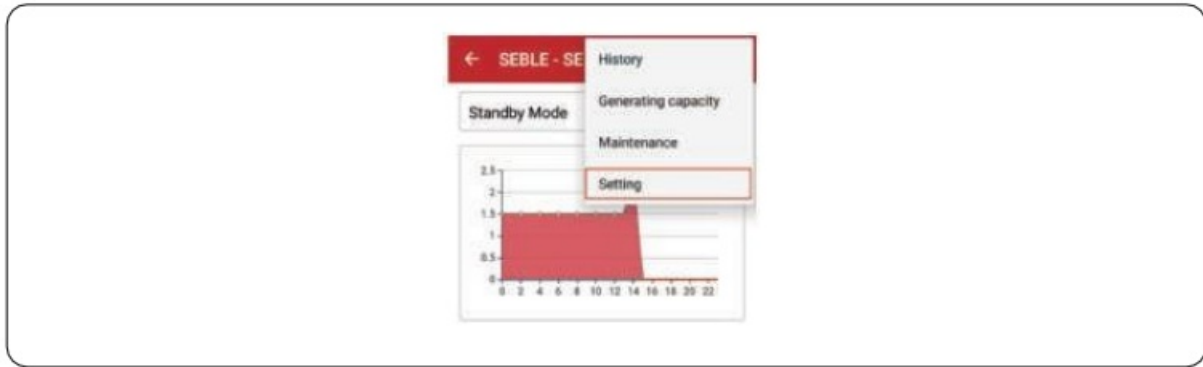 ← SEBLE - SE
History
Generating capacity
Standby Mode
Maintenance
Setting
2.5
2
1.5
1
0.5
0
0 2 4 6 8 10 12 14 16 18 20 22